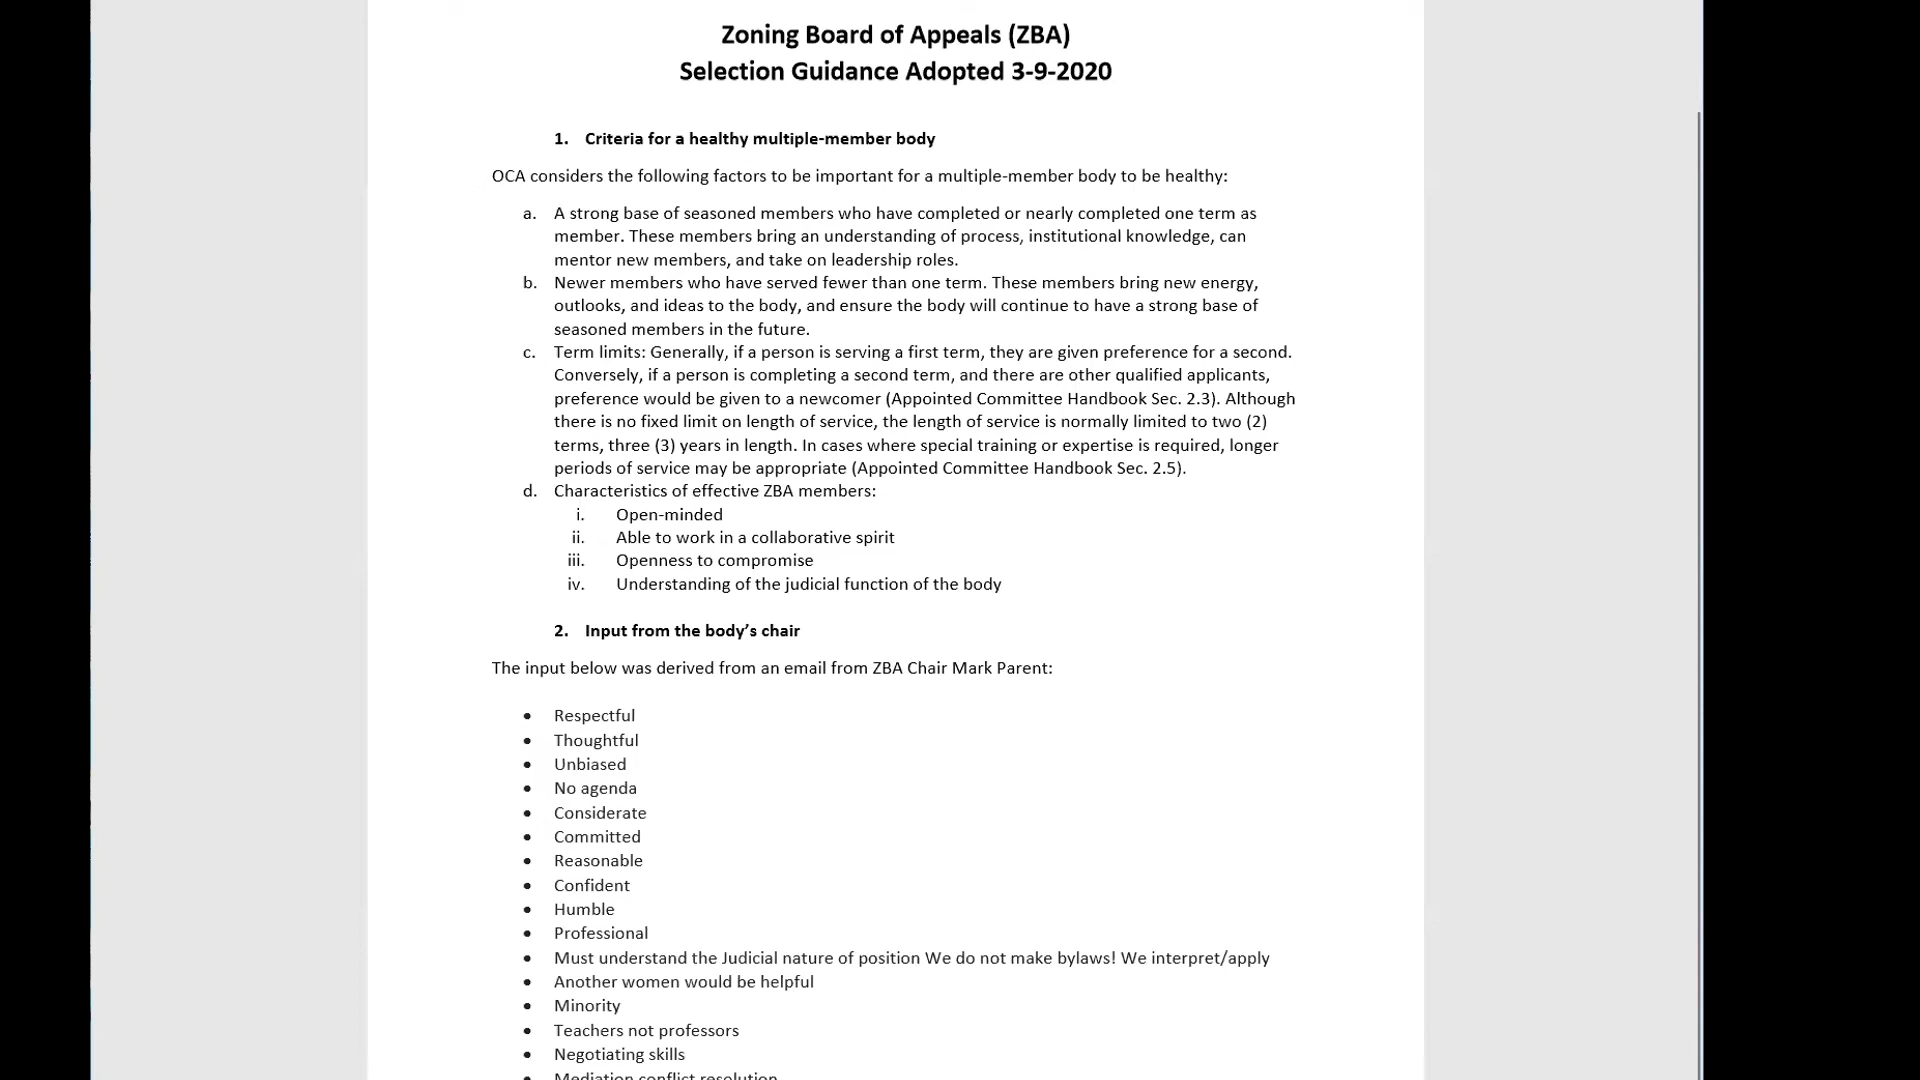 Zoning Board of Appeals (ZBA)
Selection Guidance Adopted 3-9-2020
1. Criteria for a healthy multiple-member body
OCA considers the following factors to be important for a multiple-member body to be healthy:
a. A strong base of seasoned members who have completed or nearly completed one term as
member. These members bring an understanding of process, institutional knowledge, can
mentor new members, and take on leadership roles.
b. Newer members who have served fewer than one term. These members bring new energy,
outlooks, and ideas to the body, and ensure the body will continue to have a strong base of
seasoned members in the future.
c. Term limits: Generally, if a person is serving a first term, they are given preference for a second.
Conversely, if a person is completing a second term, and there are other qualified applicants,
preference would be given to a newcomer (Appointed Committee Handbook Sec. 2.3). Although
there is no fixed limit on length of service, the length of service is normally limited to two (2)
terms, three (3) years in length. In cases where special training or expertise is required, longer
periods of service may be appropriate (Appointed Committee Handbook Sec. 2.5).
d. Characteristics of effective ZBA members:
i. Open-minded
ii. Able to work in a collaborative spirit
iii. Openness to compromise
iv. Understanding of the judicial function of the body
2. Input from the body's chair
The input below was derived from an email from ZBA Chair Mark Parent:
• Respectful
• Thoughtful
• Unbiased
• No agenda
• Considerate
• Committed
• Reasonable
• Confident
• Humble
• Professional
• Must understand the Judicial nature of position We do not make bylaws! We interpret/apply
• Another women would be helpful
• Minority
• Teachers not professors
• Negotiating skills
• Mediation conflict resolution